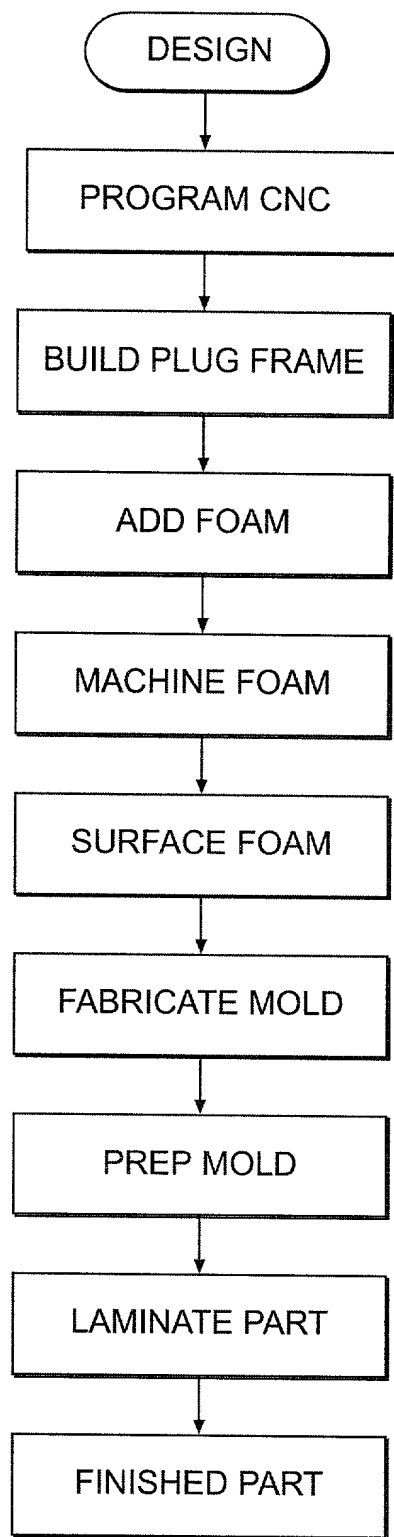 DESIGN
PROGRAM CNC
BUILD PLUG FRAME
ADD FOAM
MACHINE FOAM
SURFACE FOAM
FABRICATE MOLD
PREP MOLD
LAMINATE PART
FINISHED PART